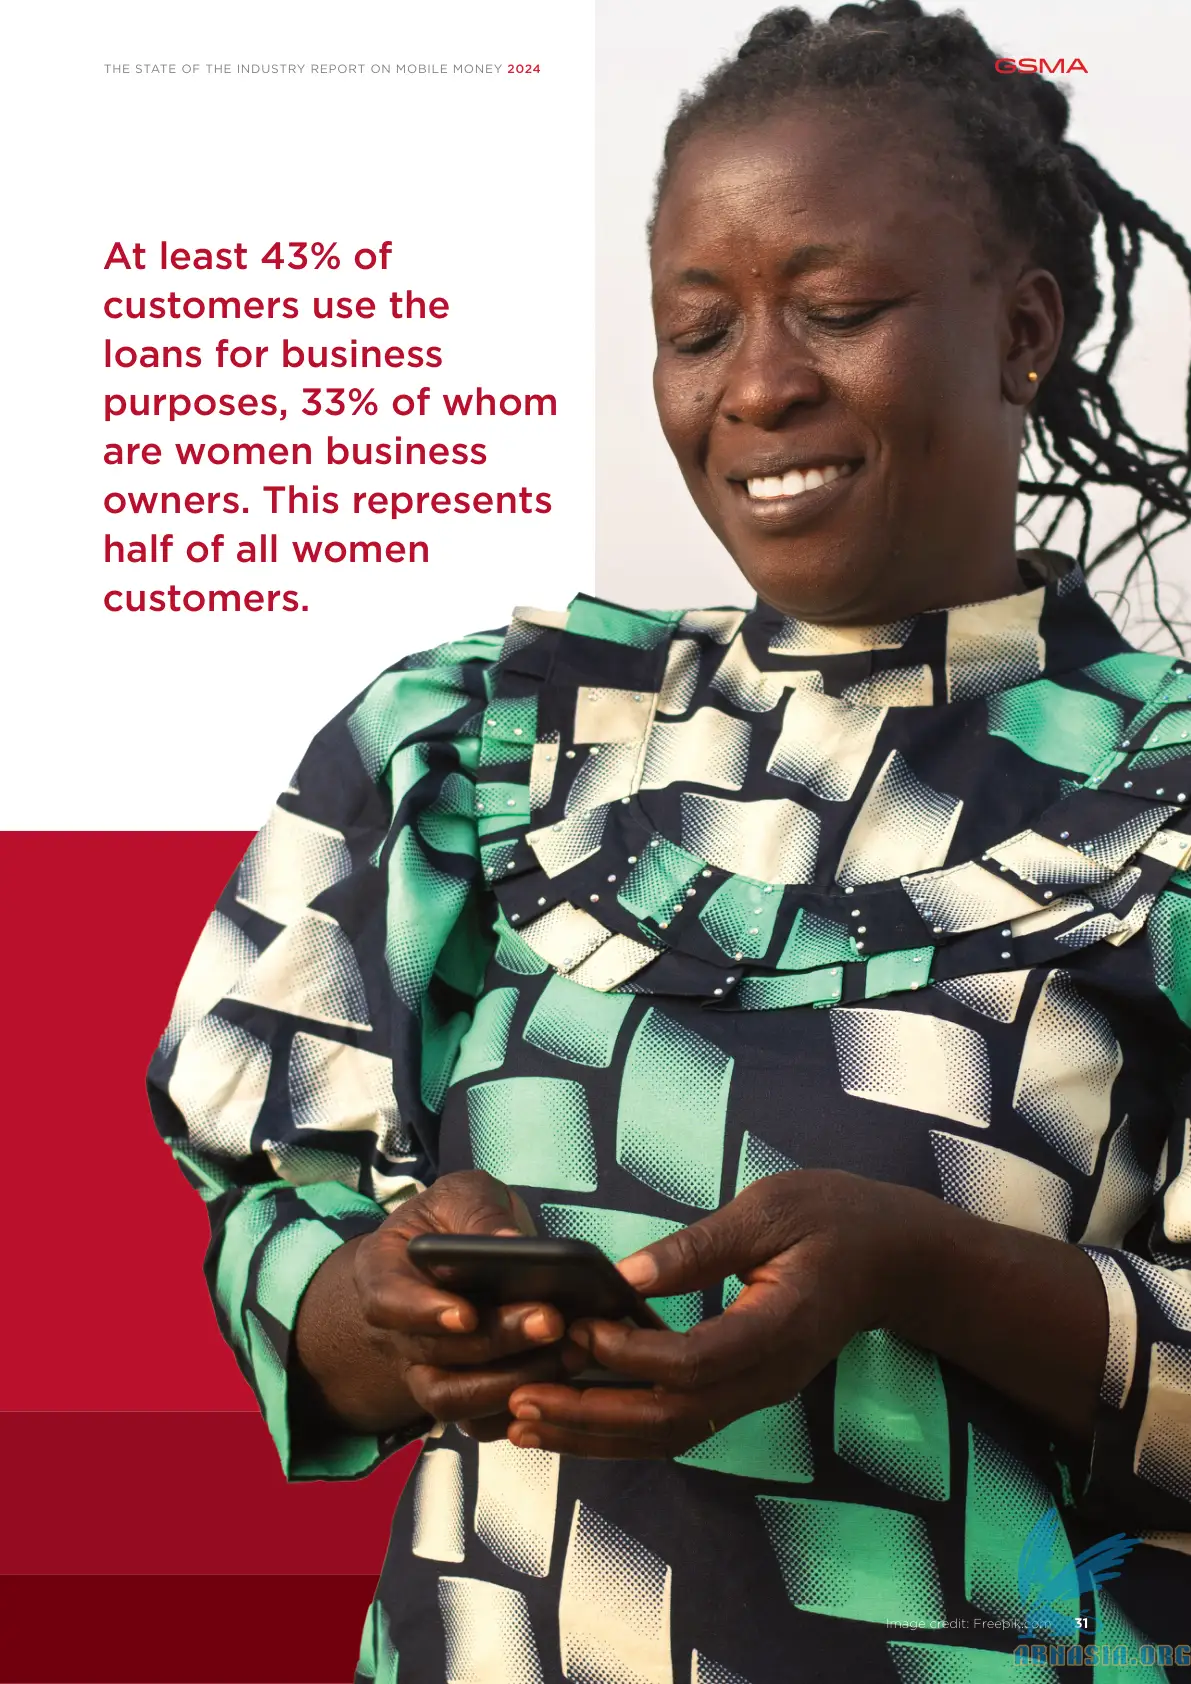 THE STATE OF THE INDUSTRY REPORT ON MOBILE MONEY 2024
GSMA
At least 43% of
customers use the
loans for business
purposes, 33% of whom
are women business
owners. This represents
half of all women
customers.
Image credit: Freepik.com
31
ARNASIA.ORG